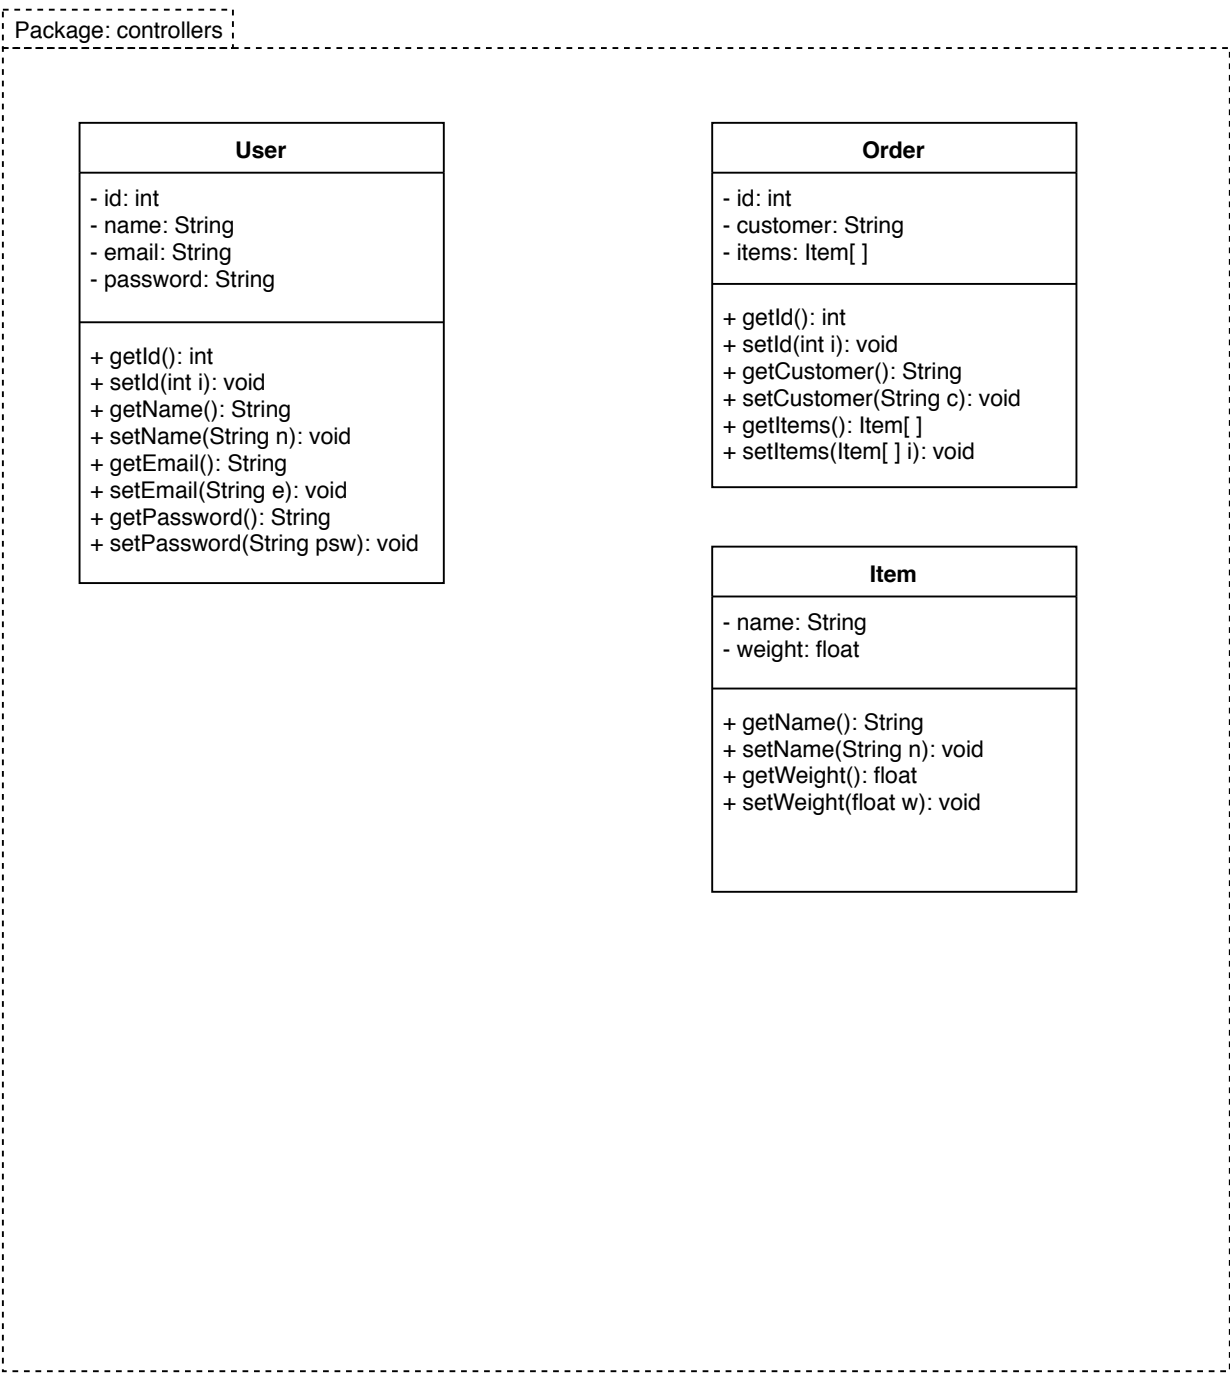 Package: controllers
User
- id: int
- name: String
- email: String
- password: String
+ getId(): int
+ setId(int i): void
+ getName(): String
+ setName(String n): void
+ getEmail(): String
+ setEmail(String e): void
+ getPassword(): String
+ setPassword(String psw): void
Order
- id: int
- customer: String
- items: Item[ ]
+ getId(): int
+ setId(int i): void
+ getCustomer(): String
+ setCustomer(String c): void
+ getItems(): Item[ ]
+ setItems(Item[ ] i): void
Item
- name: String
- weight: float
+ getName(): String
+ setName(String n): void
+ getWeight(): float
+ setWeight(float w): void